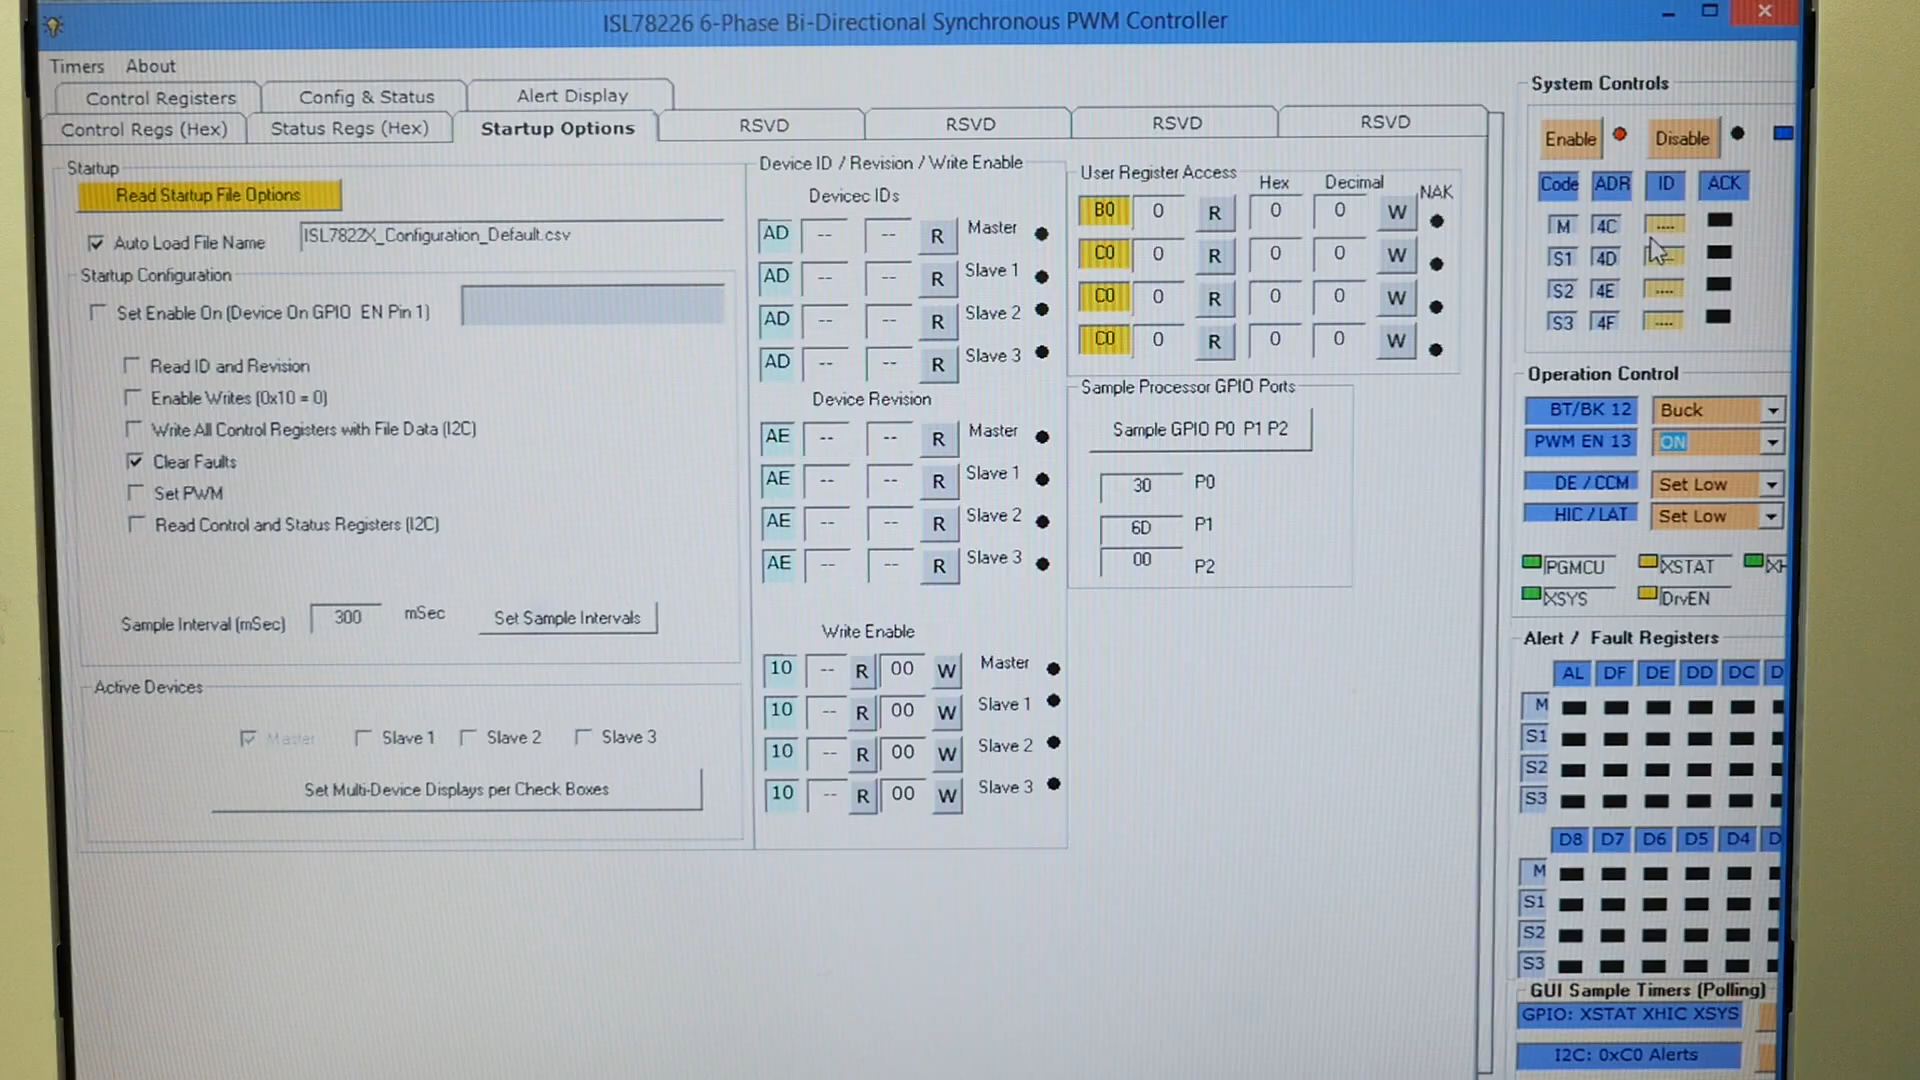 ISL78226 6-Phase Bi-Directional Synchronous PWM Controller
Timers About
Control Registers Config & Status Alert Display
Control Regs (Hex) Status Regs (Hex) Startup Options RSVD RSVD RSVD RSVD
Startup
Read Startup File Options
Auto Load File Name ISL7822X_Configuration_Default.csv
Startup Configuration
Set Enable On (Device On GPIO EN Pin 1)
Read ID and Revision
Enable Writes (0x10 = 0)
Write All Control Registers with File Data (I2C)
Clear Faults
Set PWM
Read Control and Status Registers (I2C)
Sample Interval (mSec) 300 mSec Set Sample Intervals
Active Devices
Master Slave 1 Slave 2 Slave 3
Set Multi-Device Displays per Check Boxes
Device ID / Revision / Write Enable
Devicec IDs
AD -- -- R Master
AD -- -- R Slave 1
AD -- -- R Slave 2
AD -- -- R Slave 3
Device Revision
AE -- -- R Master
AE -- -- R Slave 1
AE -- -- R Slave 2
AE -- -- R Slave 3
Write Enable
10 -- R 00 W Master
10 -- R 00 W Slave 1
10 -- R 00 W Slave 2
10 -- R 00 W Slave 3
User Register Access Hex Decimal NAK
B0 0 R 0 0 W
C0 0 R 0 0 W
C0 0 R 0 0 W
C0 0 R 0 0 W
Sample Processor GPIO Ports
Sample GPIO P0 P1 P2
30 P0
6D P1
00 P2
System Controls
Enable Disable
Code ADR ID ACK
M 4C ----
S1 4D
S2 4E ----
S3 4F ----
Operation Control
BT/BK 12 Buck
PWM EN 13 ON
DE / CCM Set Low
HIC / LAT Set Low
PGMCU XSTAT
XSYS DrvEN
Alert / Fault Registers
AL DF DE DD DC
M
S1
S2
S3
D8 D7 D6 D5 D4
M
S1
S2
S3
GUI Sample Timers (Polling)
GPIO: XSTAT XHIC XSYS
I2C: 0xC0 Alerts